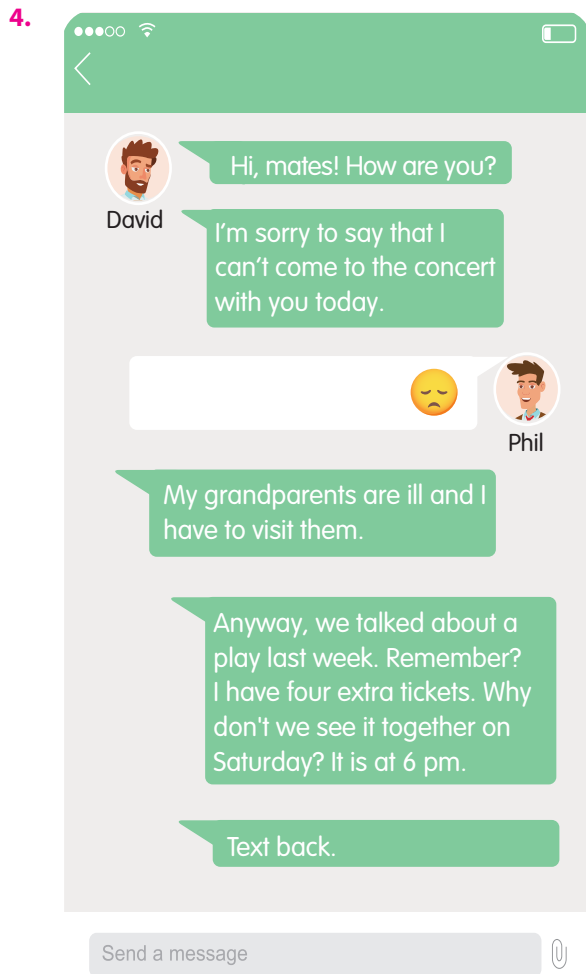 4.
Hi, mates! How are you?
David
I'm sorry to say that I
can't come to the concert
with you today.
Phil
My grandparents are ill and I
have to visit them.
Anyway, we talked about a
play last week. Remember?
I have four extra tickets. Why
don't we see it together on
Saturday? It is at 6 pm.
Text back.
Send a message